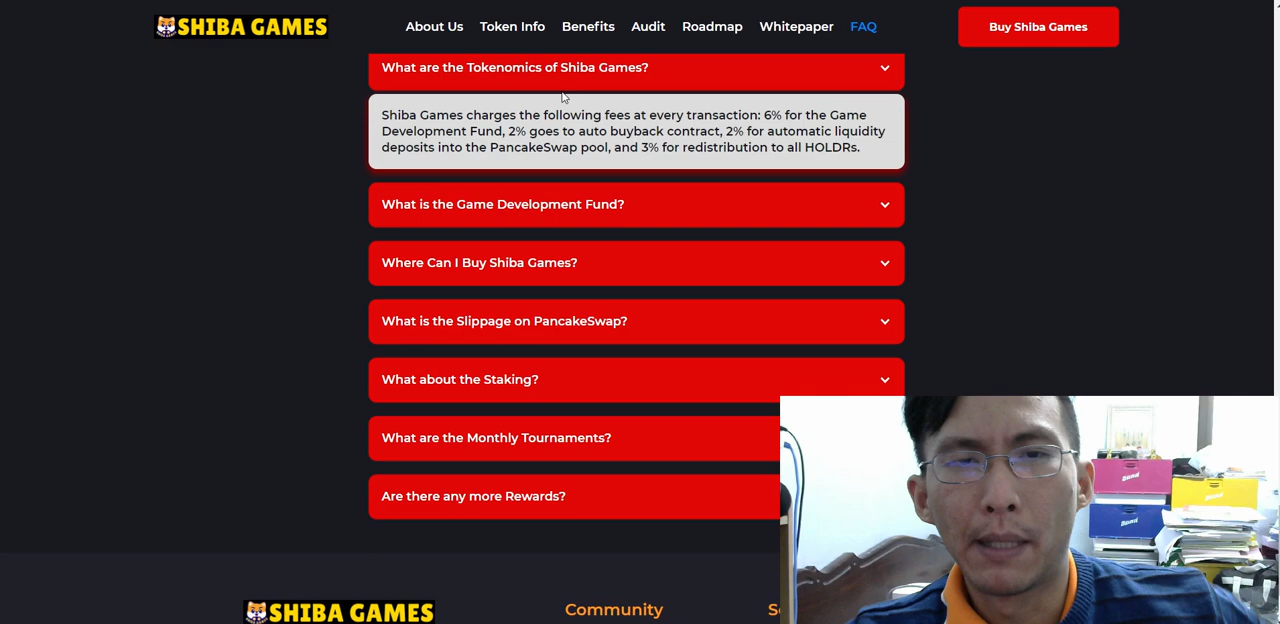 SHIBA GAMES
About Us
Token Info
Benefits
Audit
Roadmap
Whitepaper
FAQ
Buy Shiba Games
What are the Tokenomics of Shiba Games?
Shiba Games charges the following fees at every transaction: 6% for the Game
Development Fund, 2% goes to auto buyback contract, 2% for automatic liquidity
deposits into the PancakeSwap pool, and 3% for redistribution to all HOLDRs.
What is the Game Development Fund?
Where Can I Buy Shiba Games?
What is the Slippage on PancakeSwap?
What about the Staking?
What are the Monthly Tournaments?
Are there any more Rewards?
SHIBA GAMES
Community